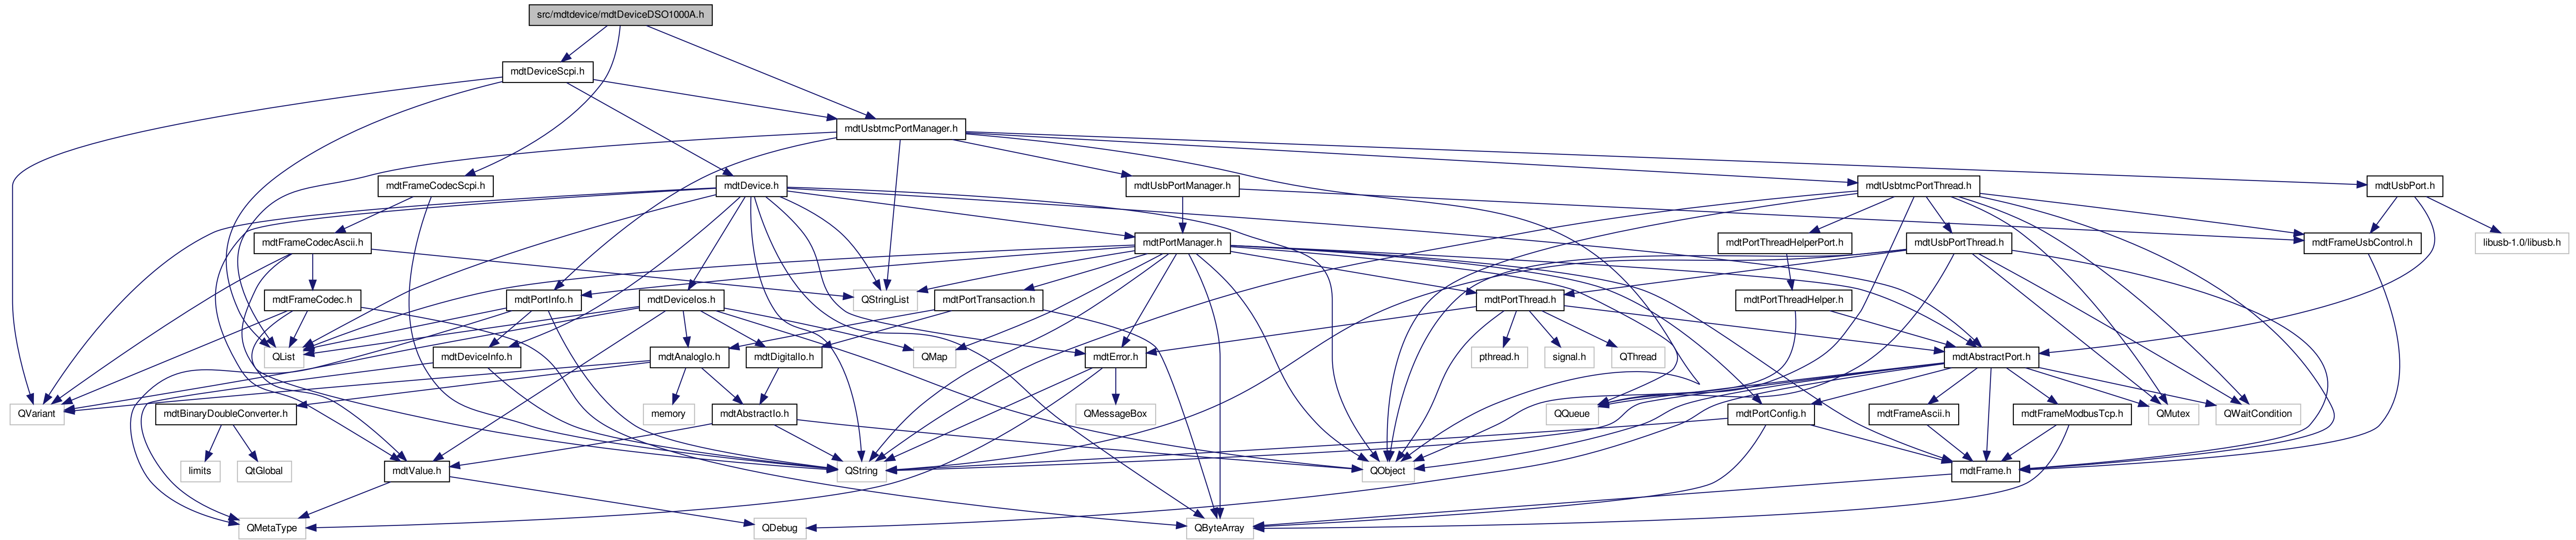 src/mdtdevice/mdtDeviceDSO1000A.h
mdtDeviceScpi.h
mdtUsbtmcPortManager.h
mdtFrameCodecScpi.h
mdtDevice.h
mdtUsbPortManager.h
mdtUsbtmcPortThread.h
mdtUsbPort.h
mdtFrameCodecAscii.h
mdtPortManager.h
mdtPortThreadHelperPort.h
mdtUsbPortThread.h
mdtFrameUsbControl.h
libusb-1.0/libusb.h
mdtFrameCodec.h
mdtPortInfo.h
mdtDeviceIos.h
QStringList
mdtPortTransaction.h
mdtPortThread.h
mdtPortThreadHelper.h
QList
mdtDeviceInfo.h
mdtAnalogIo.h
mdtDigitalIo.h
QMap
mdtError.h
pthread.h
signal.h
QThread
mdtAbstractPort.h
QVariant
mdtBinaryDoubleConverter.h
memory
mdtAbstractIo.h
QMessageBox
QQueue
mdtPortConfig.h
mdtFrameAscii.h
mdtFrameModbusTcp.h
QMutex
QWaitCondition
limits
QtGlobal
mdtValue.h
QString
QObject
mdtFrame.h
QMetaType
QDebug
QByteArray